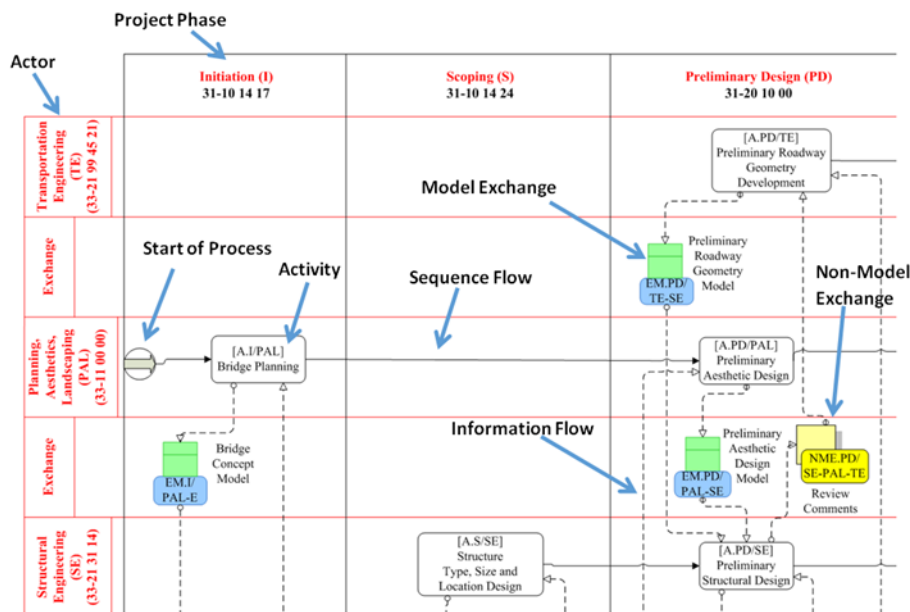 Project Phase
Actor
Initiation (I)
31-10 14 17
Scoping (S)
31-10 14 24
Preliminary Design (PD)
31-20 10 00
Transportation
Engineering
(TE)
(33-21 99 45 21)
[A.PD/TE]
Preliminary Roadway
Geometry
Development
Model Exchange
Exchange
Start of Process
Activity
Sequence Flow
Preliminary
Roadway
Geometry
Model
EM.PD/
TE-SE
Non-Model
Exchange
Planning,
Aesthetics,
Landscaping
(PAL)
(33-11 00 00)
[A.I/PAL]
Bridge Planning
[A.PD/PAL]
Preliminary
Aesthetic Design
Exchange
Bridge
Concept
Model
EM.I/
PAL-E
Information Flow
Preliminary
Aesthetic
Design
Model
EM.PD/
PAL-SE
NME.PD/
SE-PAL-TE
Review
Comments
Structural
Engineering
(SE)
(33-21 31 14)
[A.S/SE]
Structure
Type, Size and
Location Design
[A.PD/SE]
Preliminary
Structural Design